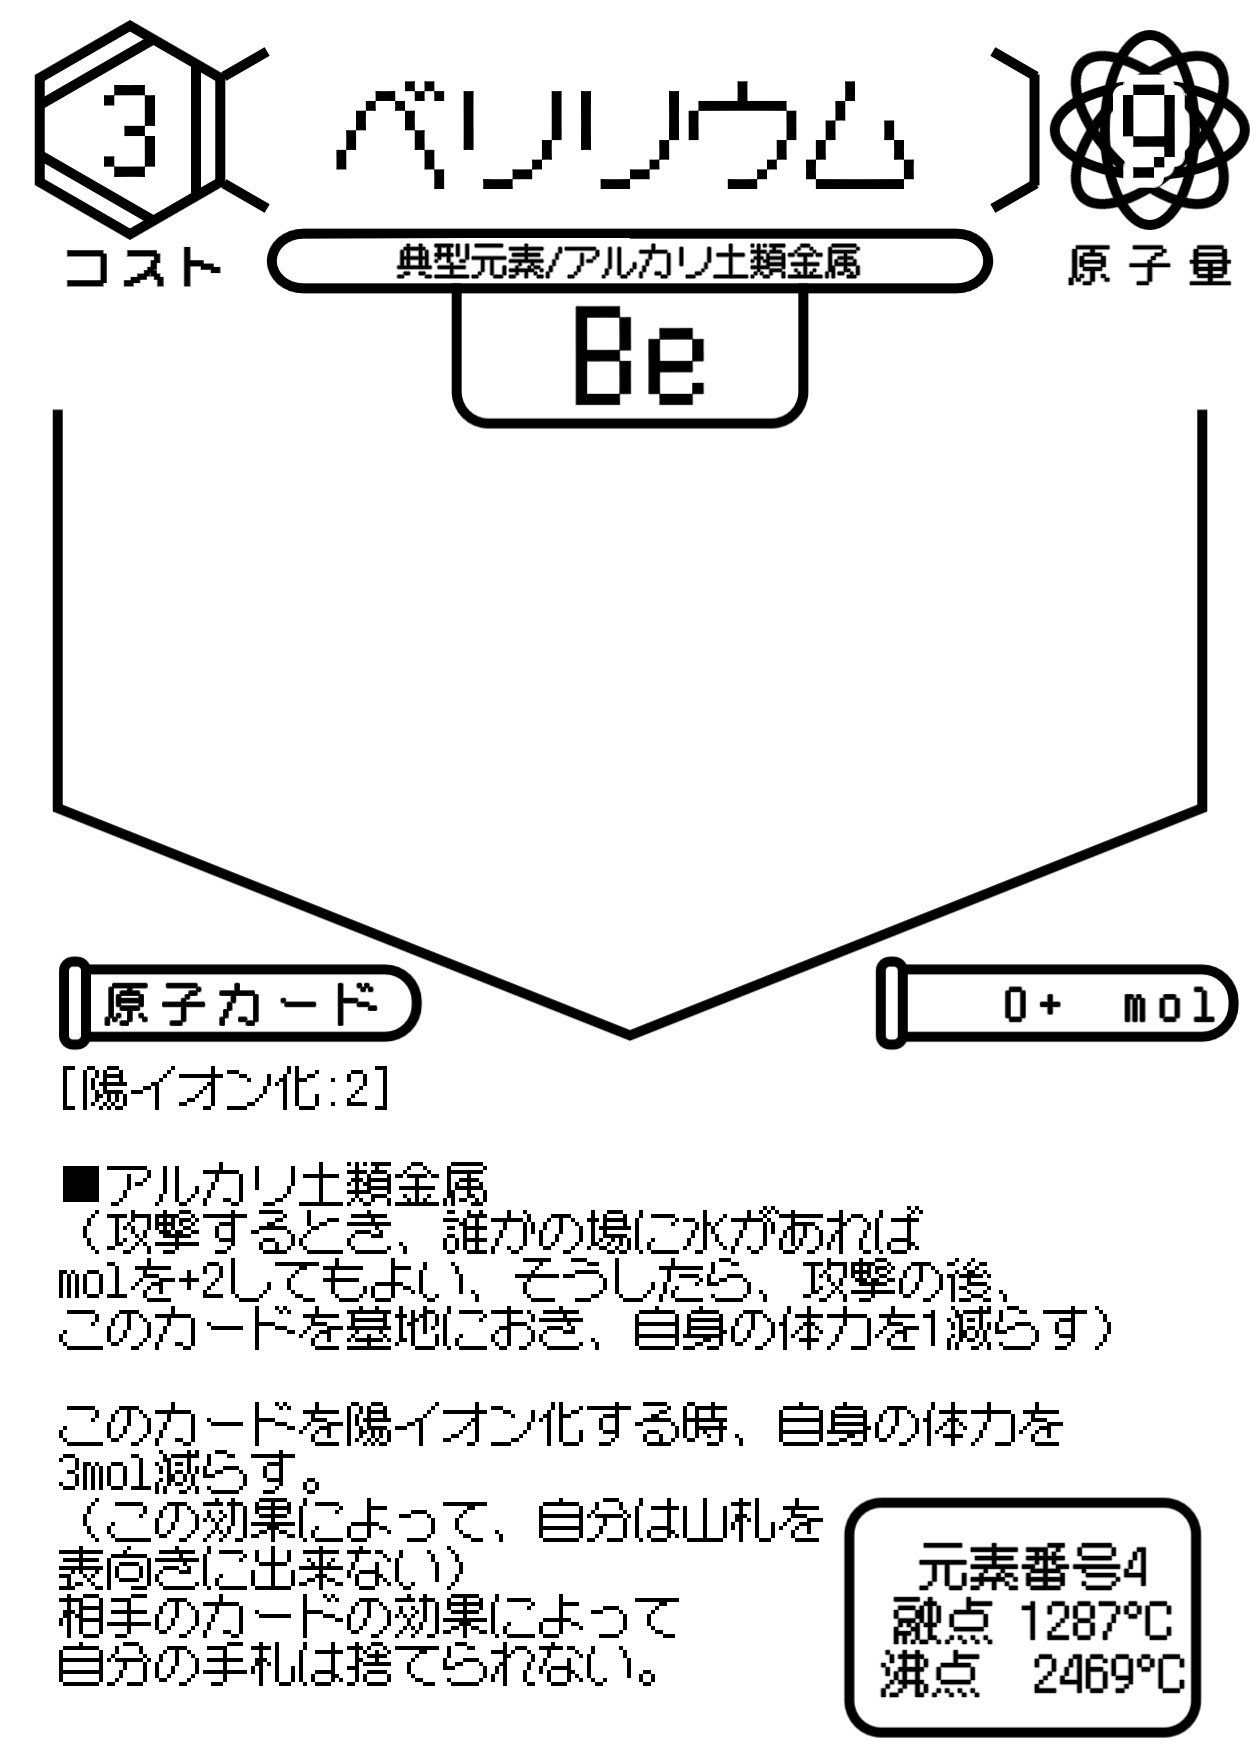 3
ベリリウム
9
コスト
典型元素/アルカリ土類金属
原子量
Be
原子カード
0+ mol
[陽イオン化:2]
■アルカリ土類金属
（攻撃するとき、誰かの場に水があれば
molを+2してもよい、そうしたら、攻撃の後、
このカードを墓地におき、自身の体力を1減らす）
このカードを陽イオン化する時、自身の体力を
3mol減らす。
（この効果によって、自分は山札を
表向きに出来ない）
相手のカードの効果によって
自分の手札は捨てられない。
元素番号4
融点 1287℃
沸点 2469℃